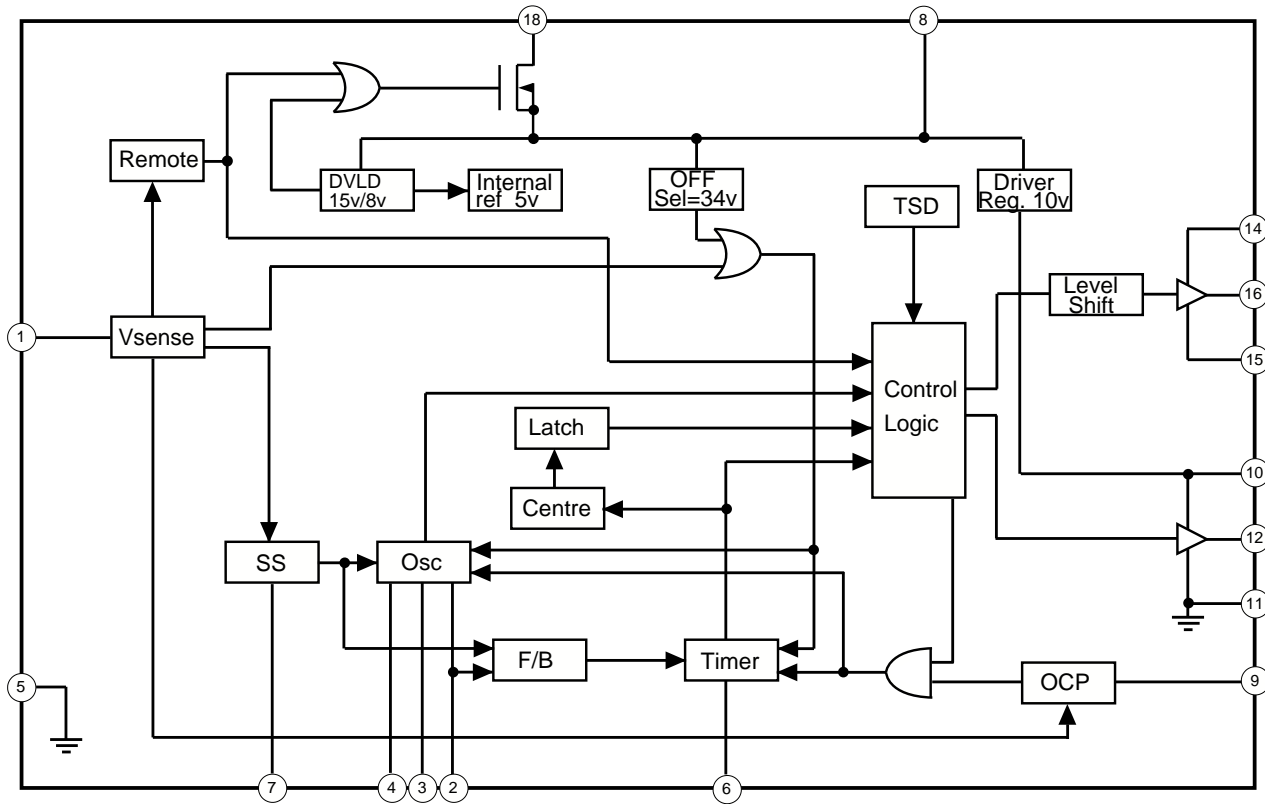 18
8
Remote
DVLD
15v/8v
Internal
ref 5v
OFF
Sel=34v
TSD
Driver
Reg. 10v
14
Level
Shift
16
1
Vsense
15
Control
Logic
Latch
10
Centre
12
SS
Osc
11
F/B
Timer
OCP
9
5
7
4
3
2
6